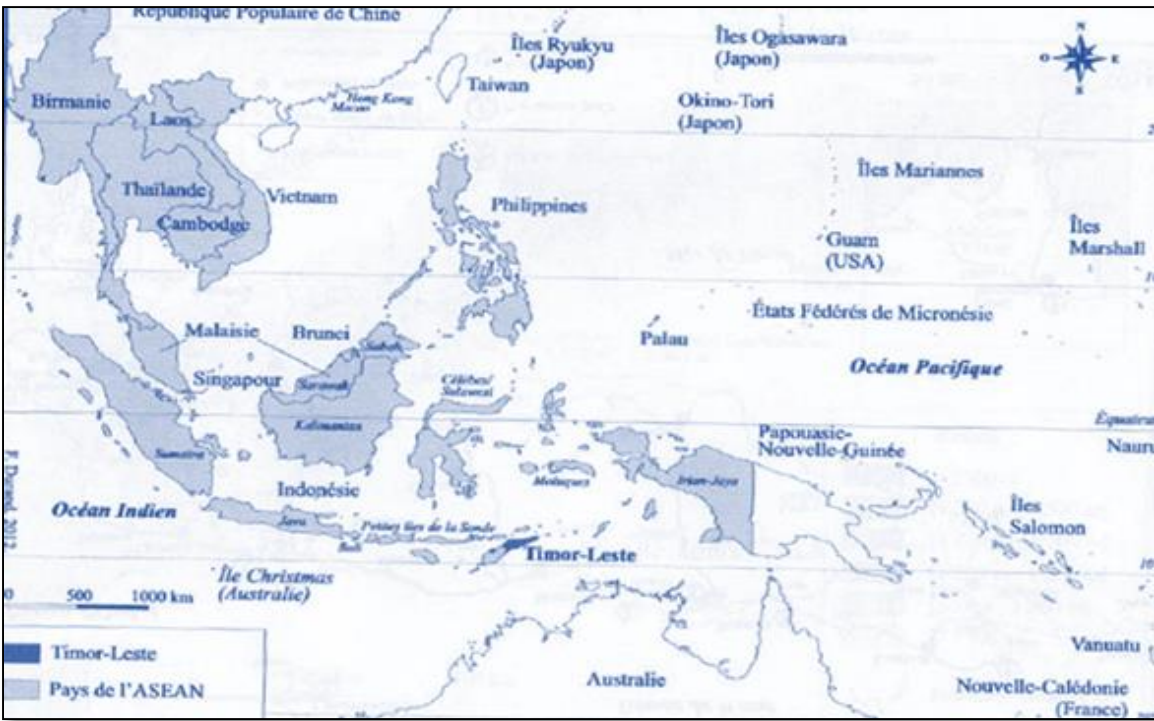 République Populaire de Chine
Îles Ryukyu
(Japon)
Îles Ogasawara
(Japon)
N
O
E
S
Taiwan
Hong Kong
Macao
Okino-Tori
(Japon)
Birmanie
Laos
Thaïlande
Vietnam
Cambodge
Philippines
Îles Mariannes
Guam
(USA)
Îles
Marshall
États Fédérés de Micronésie
Palau
Océan Pacifique
Malaisie
Brunei
Sabah
Sarawak
Singapour
Célèbes/
Sulawesi
Kalimantan
Équateur
Nauru
Papouasie-
Nouvelle-Guinée
Sumatra
Moluques
Irian-Jaya
Indonésie
Océan Indien
Java
Bali
Petites îles de la Sonde
Îles
Salomon
Timor-Leste
F. Durand, 2012
Île Christmas
(Australie)
0 500 1000 km
Timor-Leste
Pays de l'ASEAN
Australie
Vanuatu
Nouvelle-Calédonie
(France)